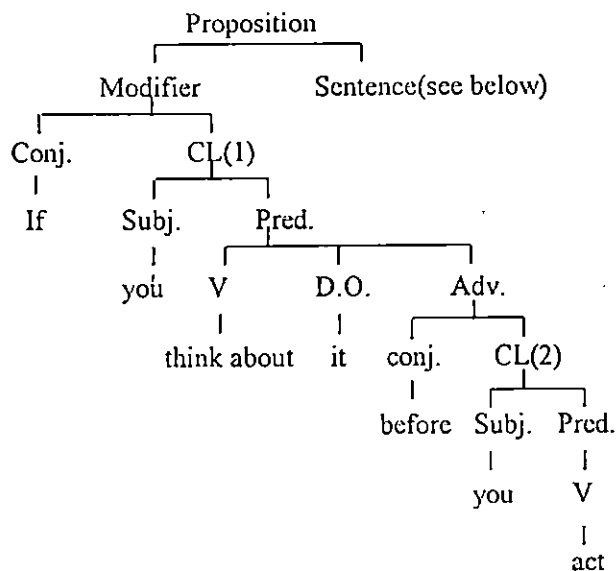 Proposition
Modifier Sentence(see below)
Conj. CL(1)
If Subj. Pred.
you V D.O. Adv.
think about it conj. CL(2)
before Subj. Pred.
you V
act